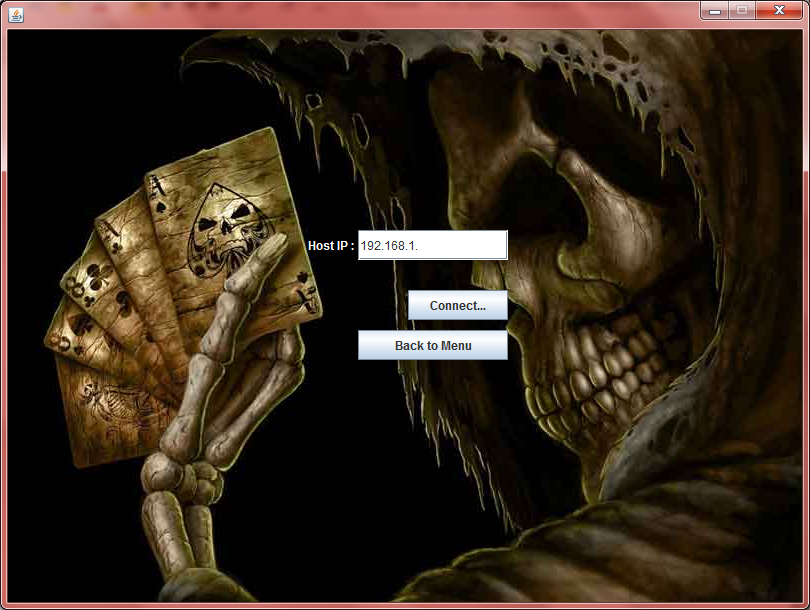 A
A
Host IP : 192.168.1.
A
Connect...
Back to Menu